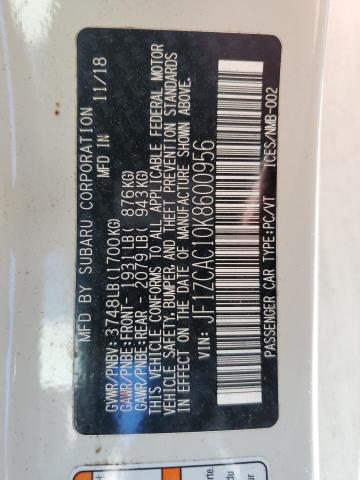 MFD BY SUBARU CORPORATION
MFD IN 11/18
GVWR/PNBV: 3748LB (1700KG)
GAWR/PNBE:FRONT - 1931LB( 876KG)
GAWR/PNBE:REAR - 2079LB( 943KG)
THIS VEHICLE CONFORMS TO ALL APPLICABLE FEDERAL MOTOR
VEHICLE SAFETY, BUMPER, AND THEFT PREVENTION STANDARDS
IN EFFECT ON THE DATE OF MANUFACTURE SHOWN ABOVE.
VIN: JF1ZCAC10K8600956
PASSENGER CAR TYPE:PC/VT ICES/NMB-002